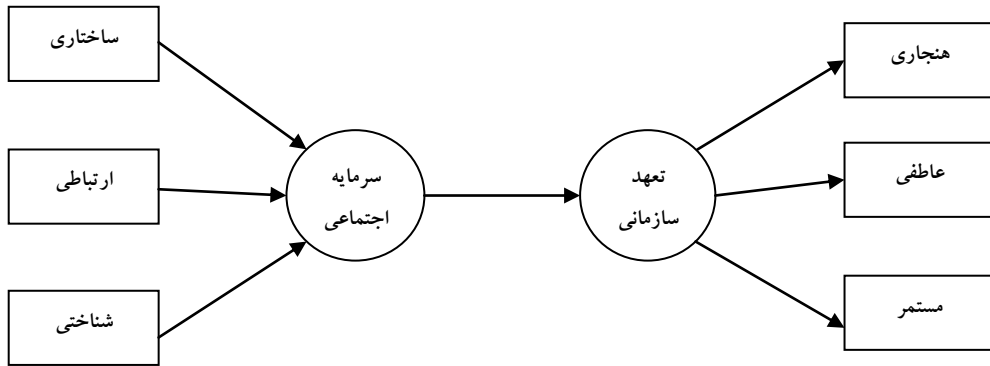 ساختاری
ارتباطی
شناختی
سرمایه
اجتماعی
تعهد
سازمانی
هنجاری
عاطفی
مستمر